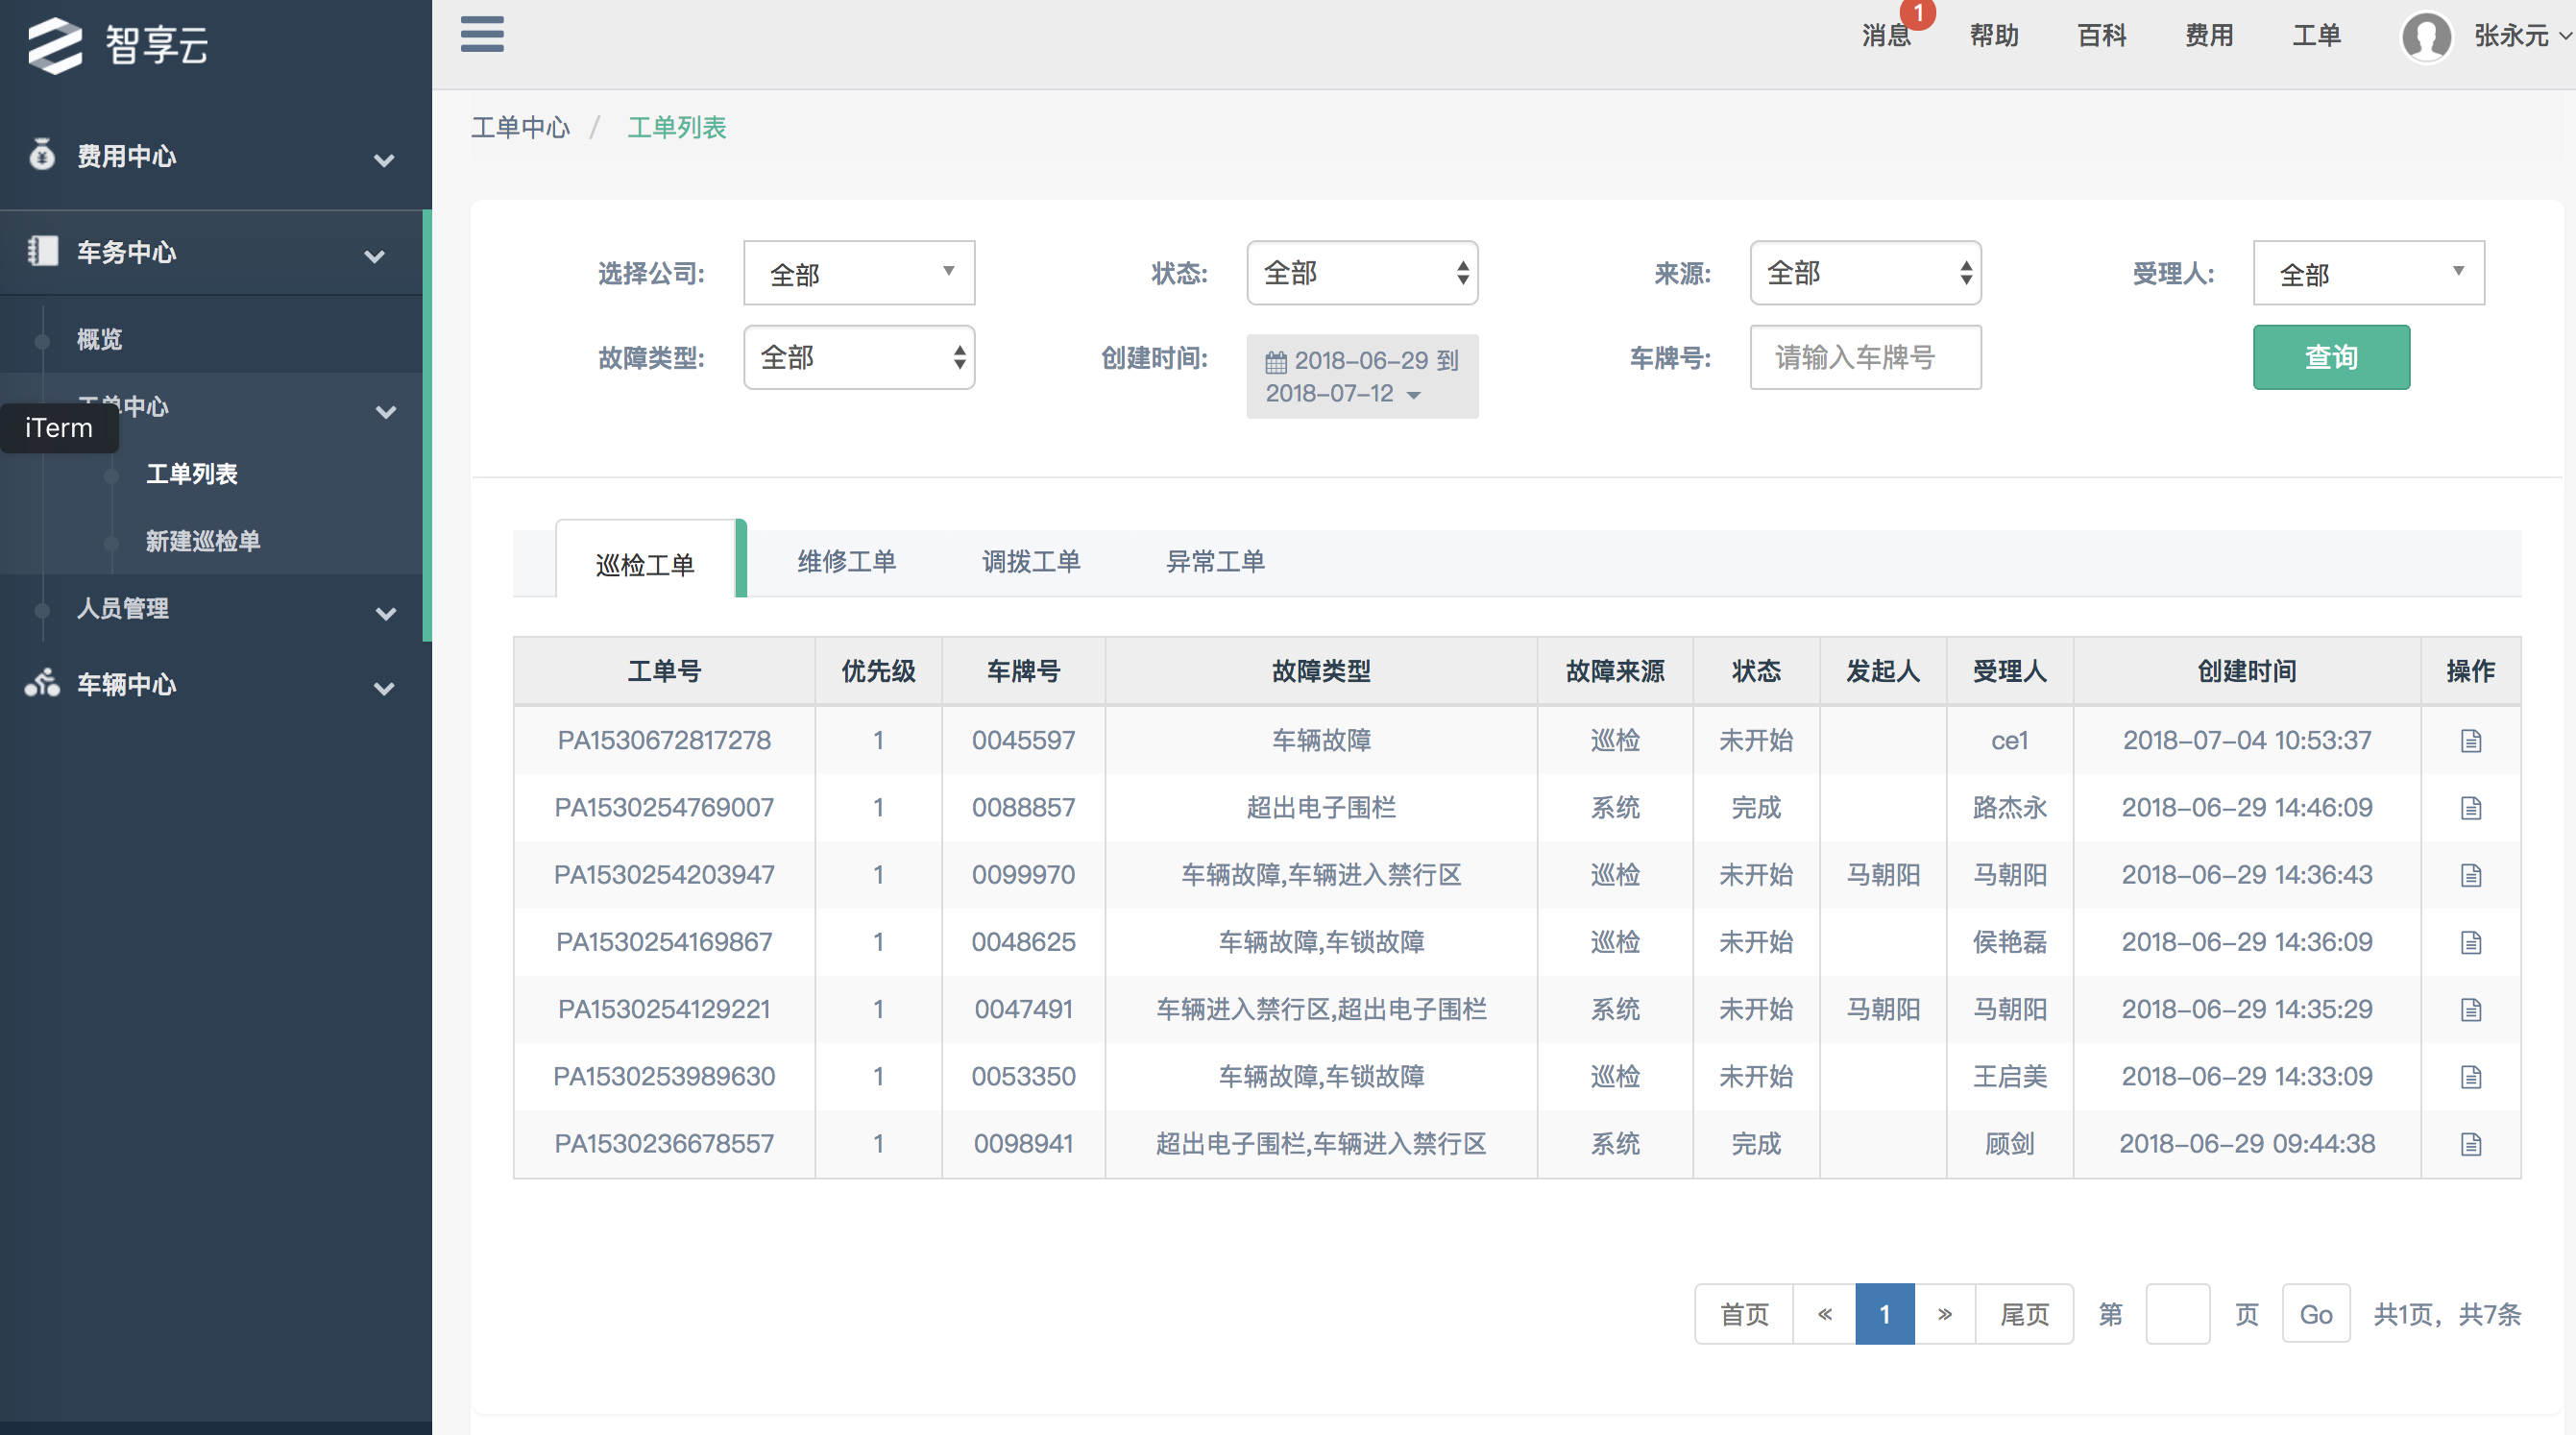 智享云
消息 1 帮助 百科 费用 工单 张永元
费用中心
车务中心
概览
单中心
iTerm
工单列表
新建巡检单
人员管理
车辆中心
工单中心 / 工单列表
选择公司: 全部 状态: 全部 来源: 全部 受理人: 全部
故障类型: 全部 创建时间: 2018-06-29 到 2018-07-12 车牌号: 请输入车牌号 查询
巡检工单 维修工单 调拨工单 异常工单
工单号 优先级 车牌号 故障类型 故障来源 状态 发起人 受理人 创建时间 操作
PA1530672817278 1 0045597 车辆故障 巡检 未开始 ce1 2018-07-04 10:53:37
PA1530254769007 1 0088857 超出电子围栏 系统 完成 路杰永 2018-06-29 14:46:09
PA1530254203947 1 0099970 车辆故障,车辆进入禁行区 巡检 未开始 马朝阳 马朝阳 2018-06-29 14:36:43
PA1530254169867 1 0048625 车辆故障,车锁故障 巡检 未开始 侯艳磊 2018-06-29 14:36:09
PA1530254129221 1 0047491 车辆进入禁行区,超出电子围栏 系统 未开始 马朝阳 马朝阳 2018-06-29 14:35:29
PA1530253989630 1 0053350 车辆故障,车锁故障 巡检 未开始 王启美 2018-06-29 14:33:09
PA1530236678557 1 0098941 超出电子围栏,车辆进入禁行区 系统 完成 顾剑 2018-06-29 09:44:38
首页 « 1 » 尾页 第 页 Go 共1页，共7条